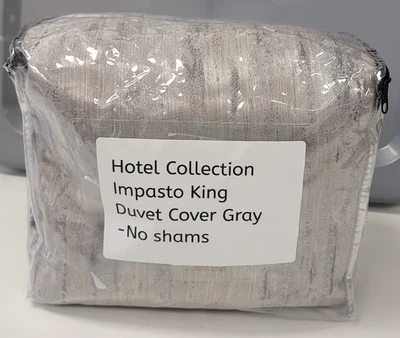 Hotel Collection
Impasto King
Duvet Cover Gray
-No shams